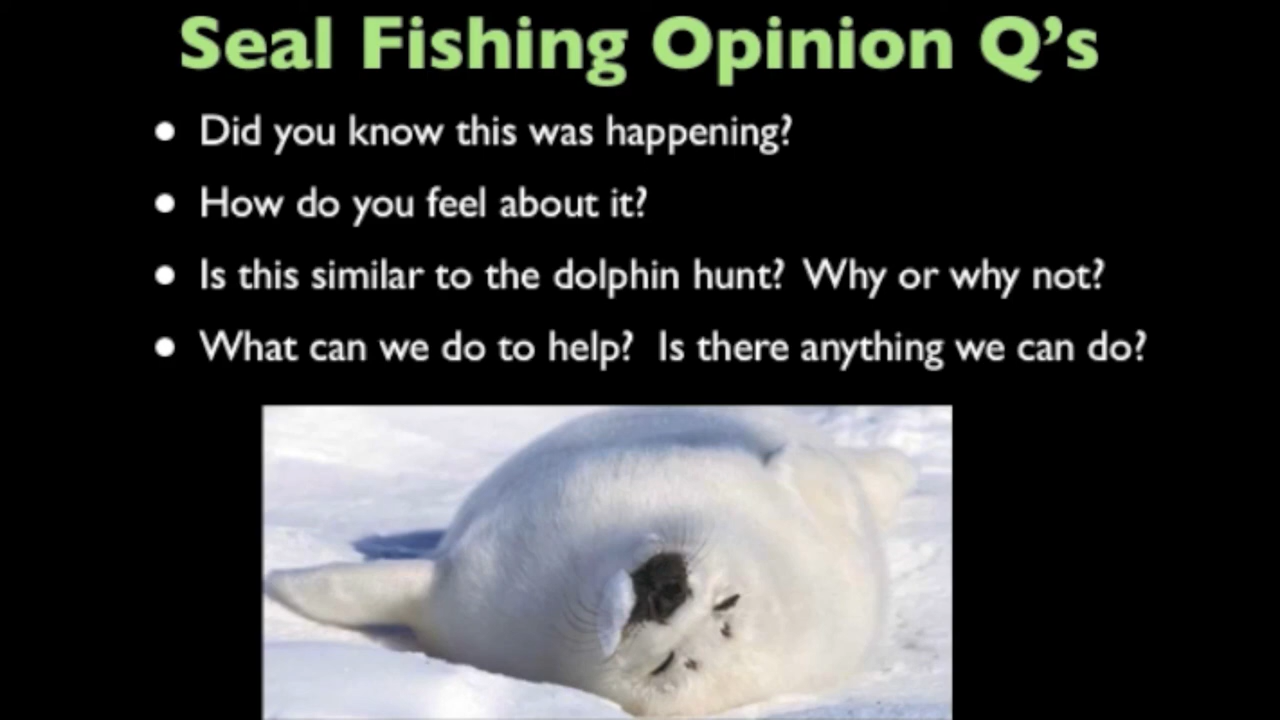 Seal Fishing Opinion Q’s
• Did you know this was happening?
• How do you feel about it?
• Is this similar to the dolphin hunt?  Why or why not?
• What can we do to help?  Is there anything we can do?